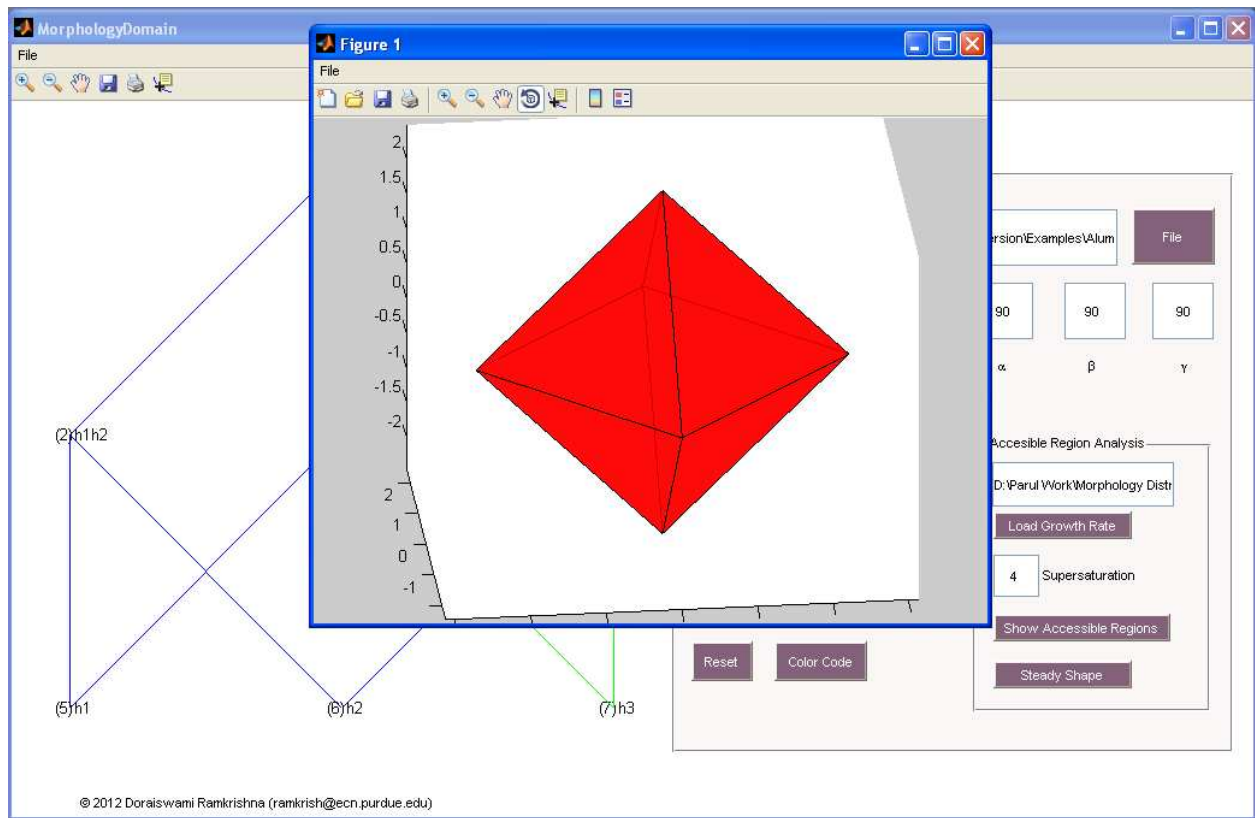 MorphologyDomain
File
Figure 1
File
2
1.5
1
0.5
0
-0.5
-1
-1.5
-2
2
1
0
-1
ersion\Examples\Alum
File
90
90
90
α
β
γ
(2)h1h2
Accesible Region Analysis
D:\Parul Work\Morphology Distr
Load Growth Rate
4
Supersaturation
Show Accessible Regions
Reset
Color Code
Steady Shape
(5)h1
(6)h2
(7)h3
© 2012 Doraiswami Ramkrishna (ramkrish@ecn.purdue.edu)